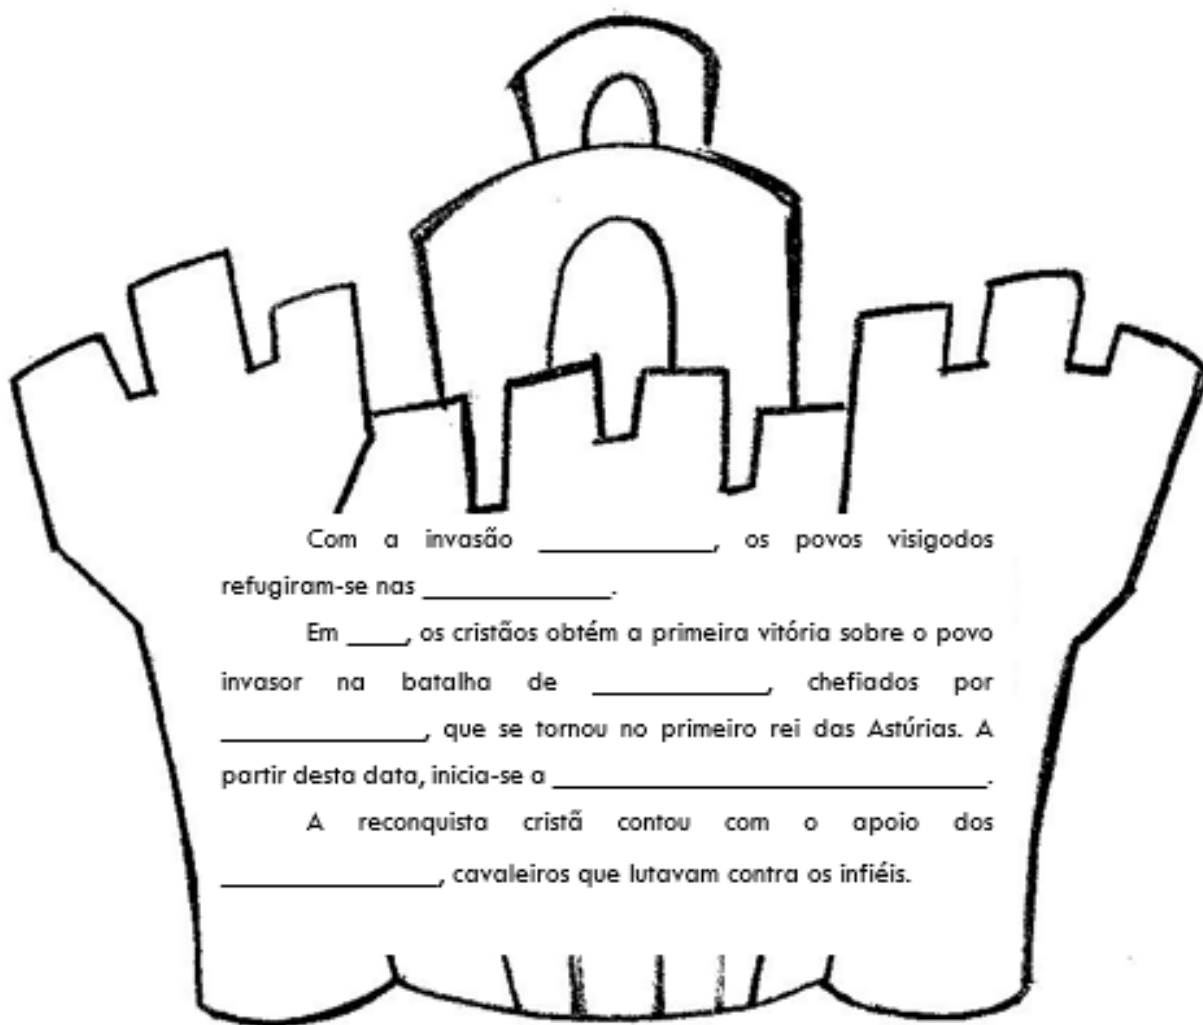 Com a invasão ____________, os povos visigodos
refugiram-se nas _____________.
Em ____, os cristãos obtém a primeira vitória sobre o povo
invasor na batalha de ____________, chefiados por
______________, que se tornou no primeiro rei das Astúrias. A
partir desta data, inicia-se a ______________________________.
A reconquista cristã contou com o apoio dos
_______________, cavaleiros que lutavam contra os infiéis.